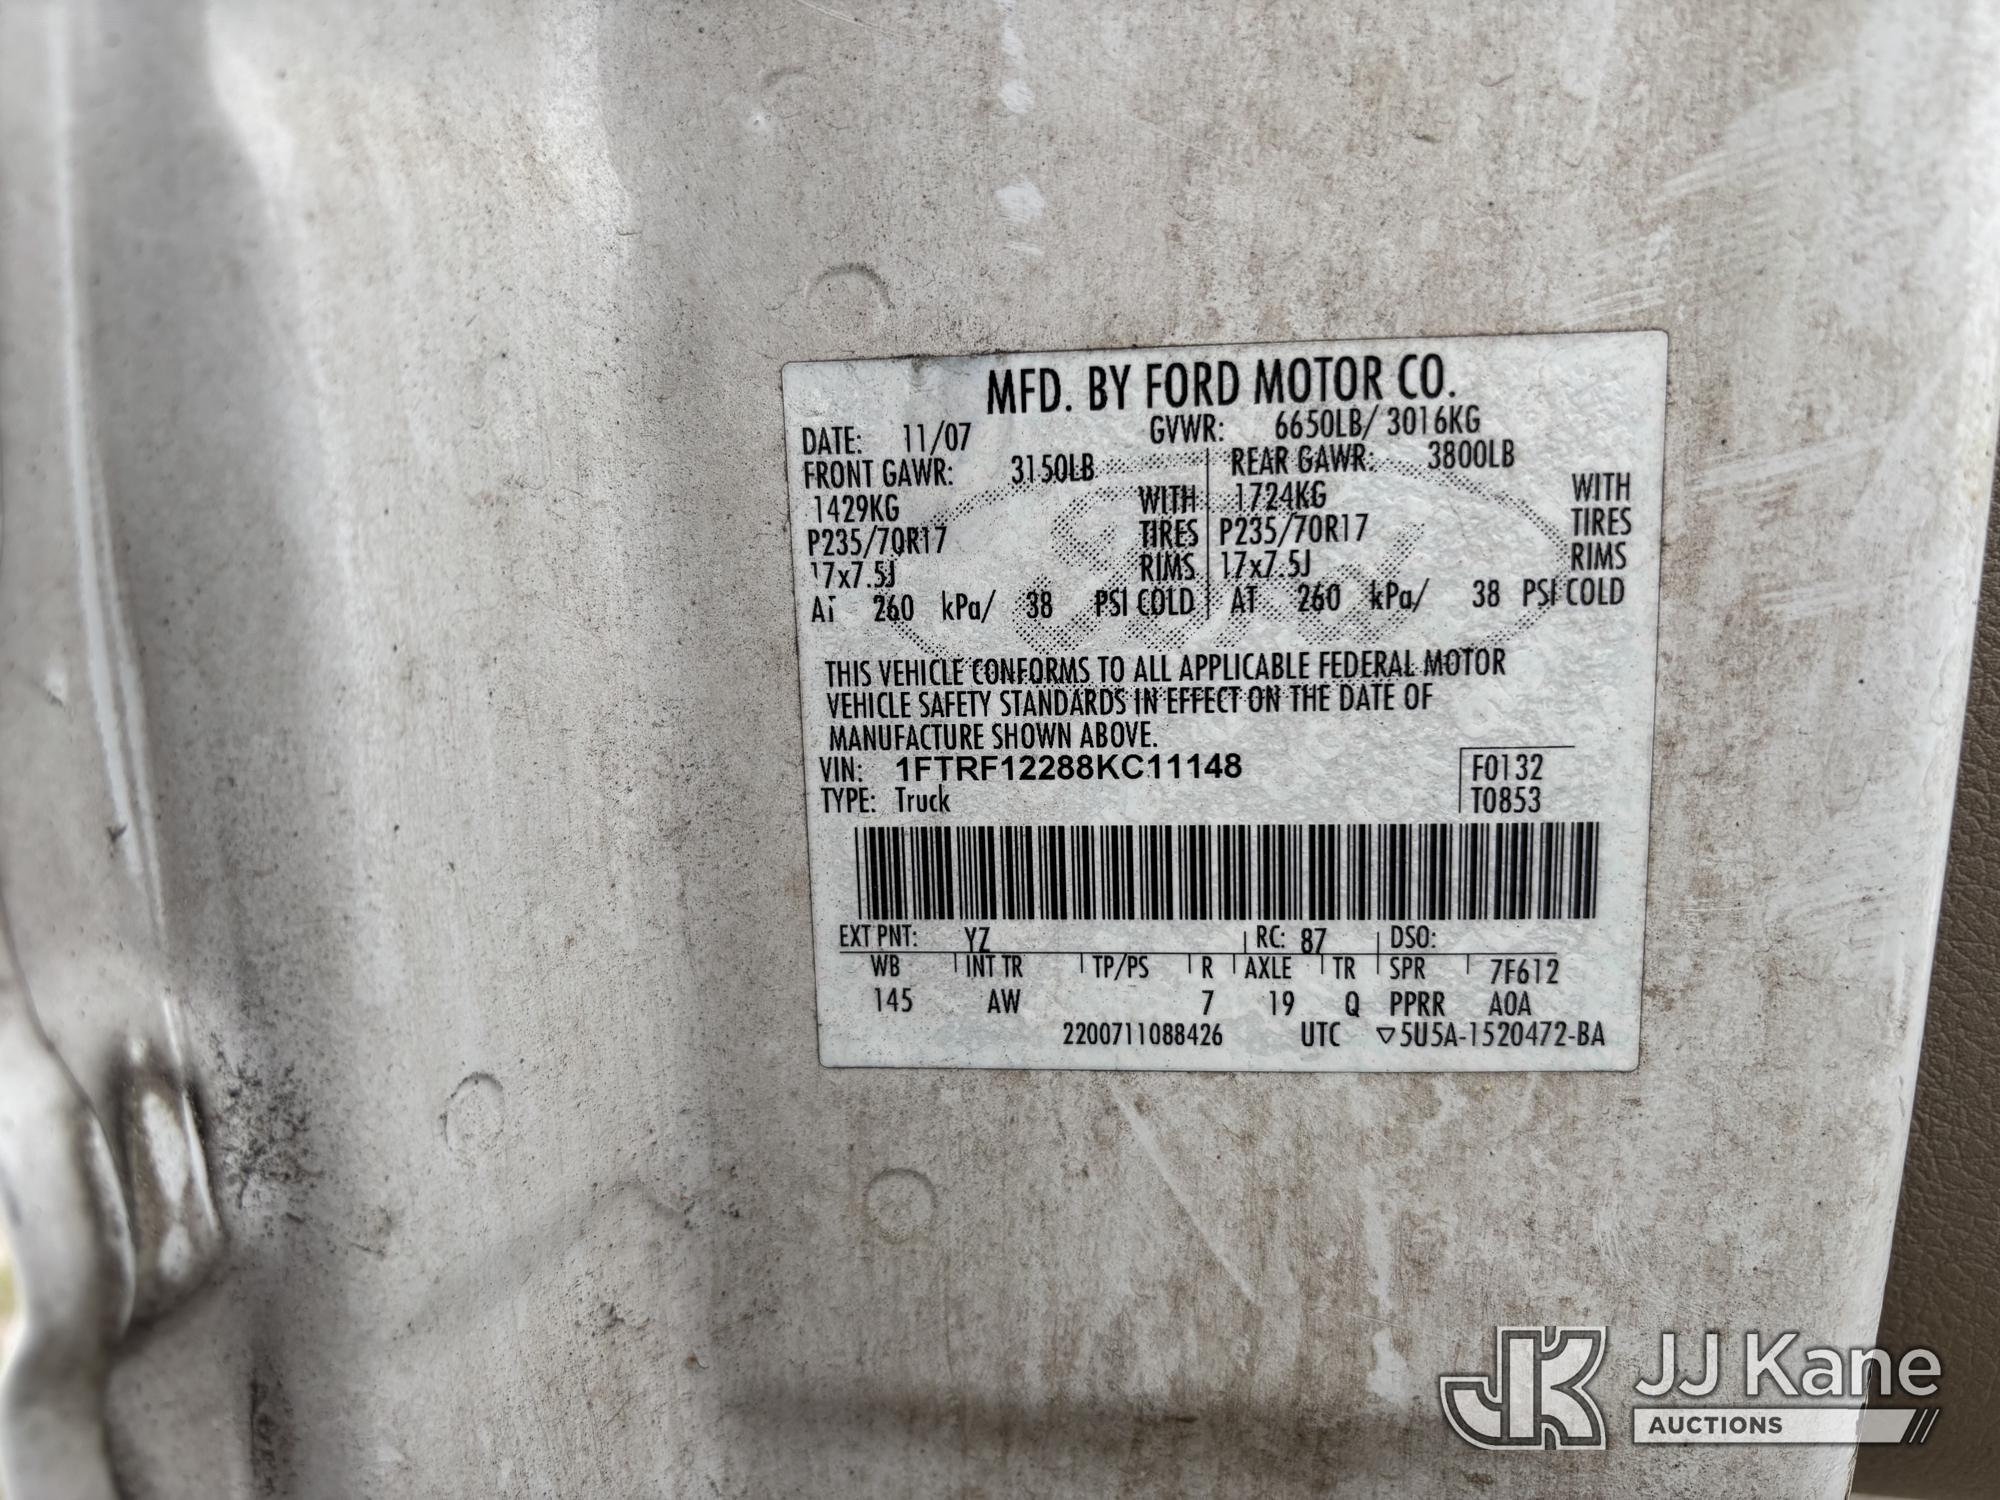 MFD. BY FORD MOTOR CO.
DATE: 11/07 GVWR: 6650LB/ 3016KG
FRONT GAWR: 3150LB REAR GAWR: 3800LB
1429KG WITH 1724KG WITH
P235/70R17 TIRES P235/70R17 TIRES
17x7.5J RIMS 17x7.5J RIMS
AT 260 kPa/ 38 PSI COLD AT 260 kPa/ 38 PSI COLD
THIS VEHICLE CONFORMS TO ALL APPLICABLE FEDERAL MOTOR
VEHICLE SAFETY STANDARDS IN EFFECT ON THE DATE OF
MANUFACTURE SHOWN ABOVE.
VIN: 1FTRF12288KC11148 F0132
TYPE: Truck T0853
EXT PNT: YZ RC: 87 DSO:
WB INT TR TP/PS R AXLE TR SPR 7F612
145 AW 7 19 Q PPRR A0A
2200711088426 UTC ▽5U5A-1520472-BA
JK JJ Kane
AUCTIONS